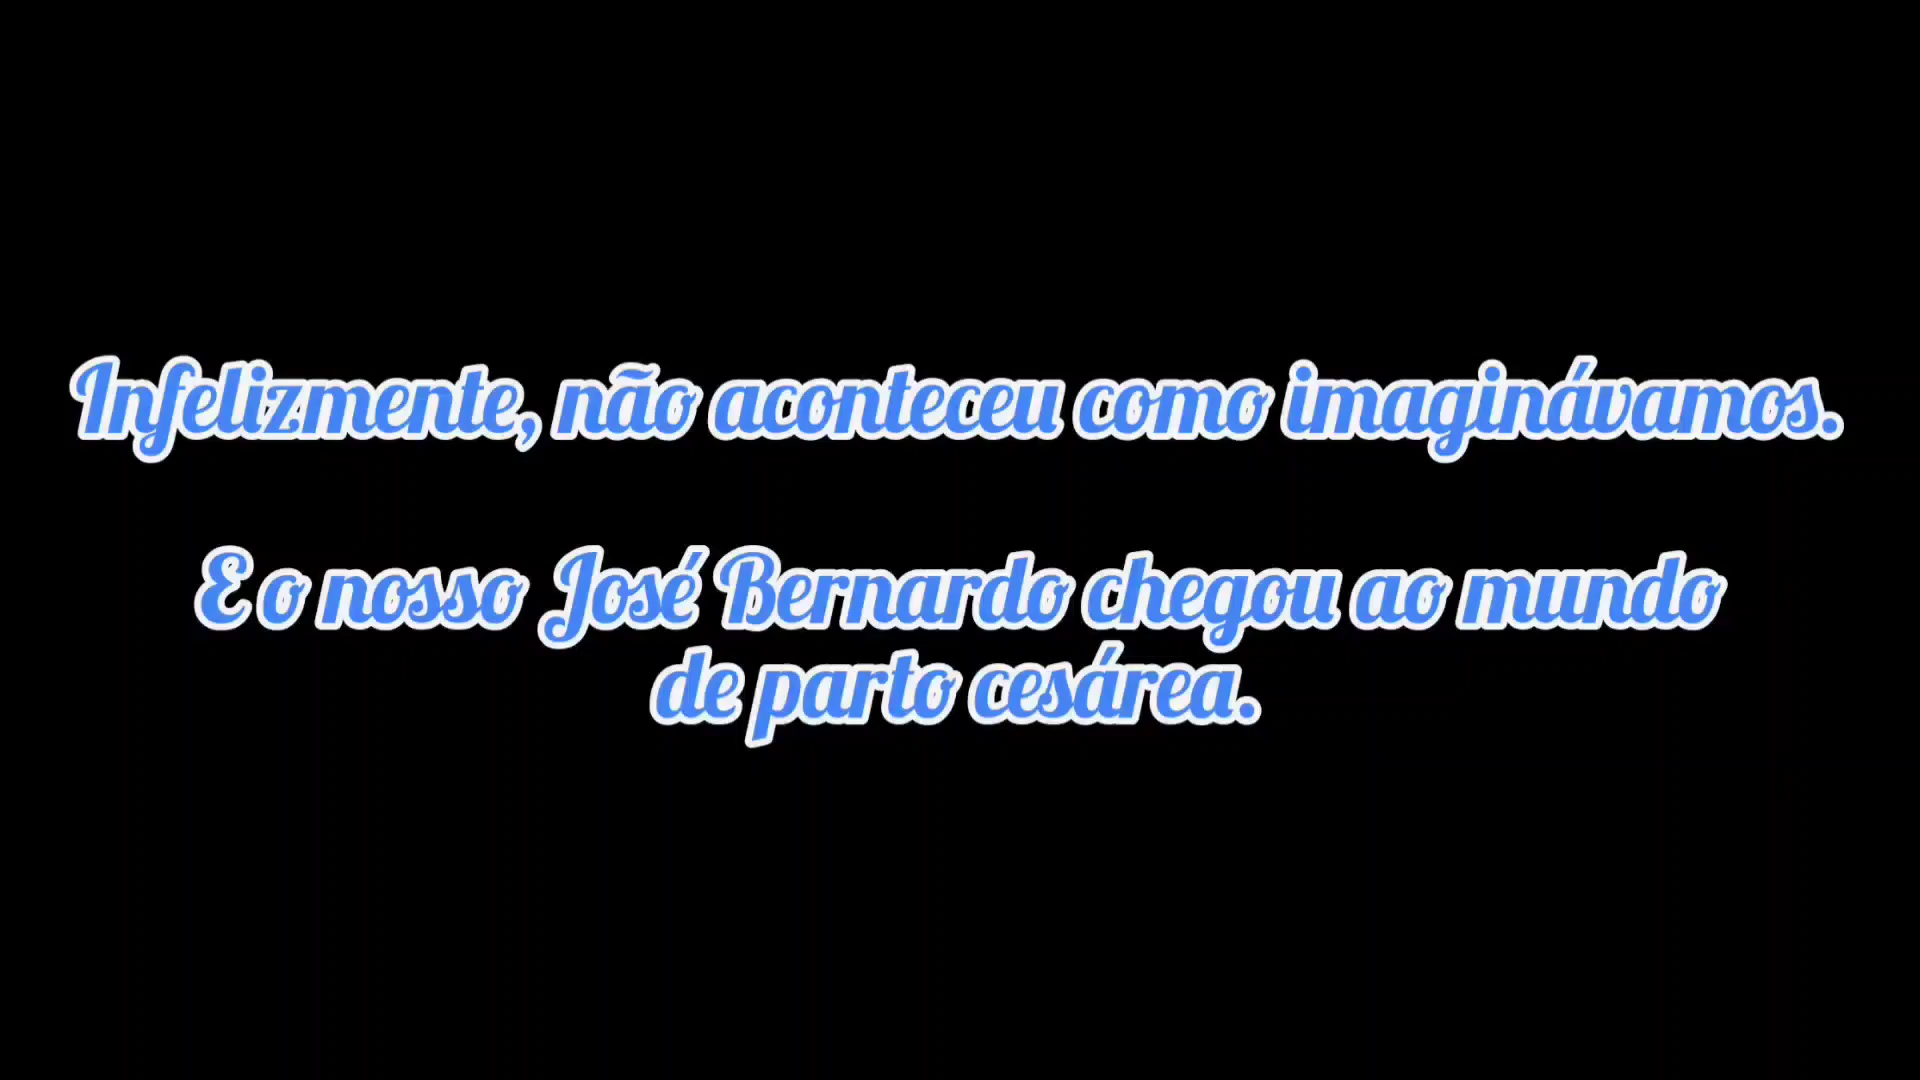 Infelizmente, não aconteceu como imaginávamos.
E o nosso José Bernardo chegou ao mundo
de parto cesárea.